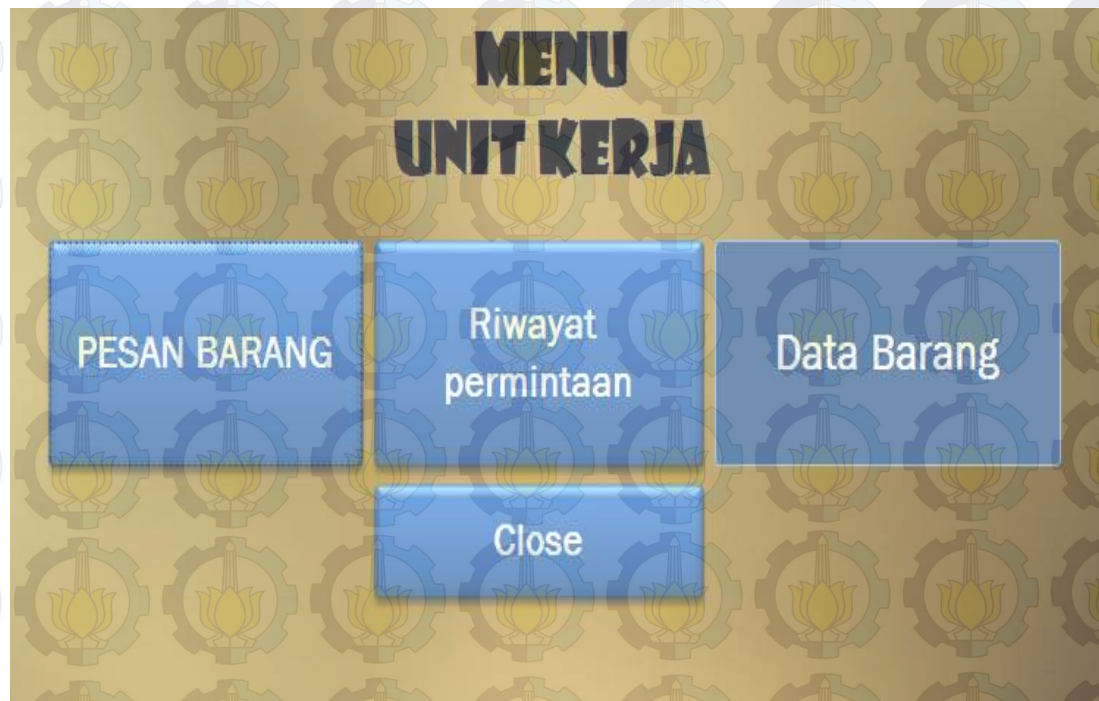 MENU
UNIT KERJA
PESAN BARANG
Riwayat
permintaan
Data Barang
Close